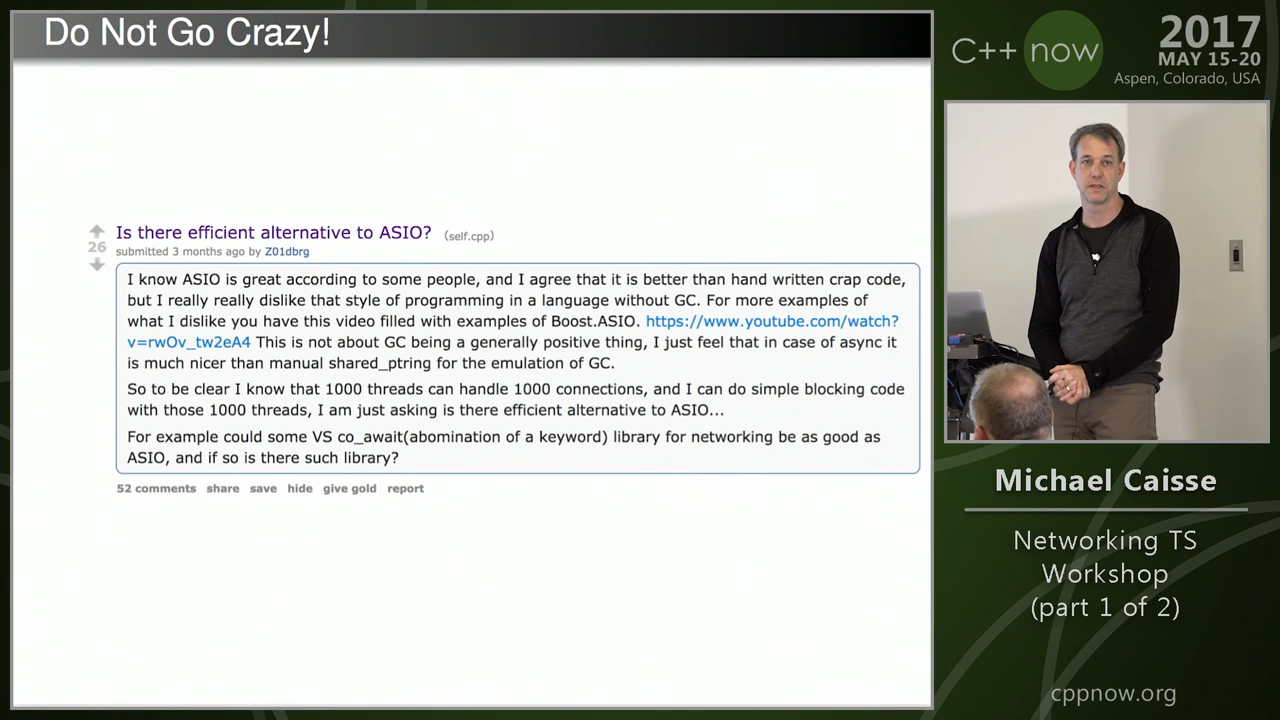 Do Not Go Crazy!
Is there efficient alternative to ASIO? (self.cpp)
26
submitted 3 months ago by Z01dbrg
I know ASIO is great according to some people, and I agree that it is better than hand written crap code,
but I really really dislike that style of programming in a language without GC. For more examples of
what I dislike you have this video filled with examples of Boost.ASIO. https://www.youtube.com/watch?
v=rwOv_tw2eA4 This is not about GC being a generally positive thing, I just feel that in case of async it
is much nicer than manual shared_ptring for the emulation of GC.
So to be clear I know that 1000 threads can handle 1000 connections, and I can do simple blocking code
with those 1000 threads, I am just asking is there efficient alternative to ASIO...
For example could some VS co_await(abomination of a keyword) library for networking be as good as
ASIO, and if so is there such library?
52 comments share save hide give gold report
C++ now
2017
MAY 15-20
Aspen, Colorado, USA
Michael Caisse
Networking TS
Workshop
(part 1 of 2)
cppnow.org